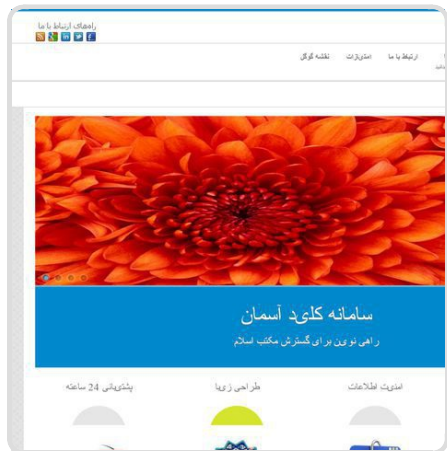 راههای ارتباط با ما
ارتباط با ما
امتیازات
نقشه گوگل
سامانه کلید آسمان
راهی نوین برای گسترش مکتب اسلام
امنیت اطلاعات
طراحی زیبا
پشتیبانی 24 ساعته